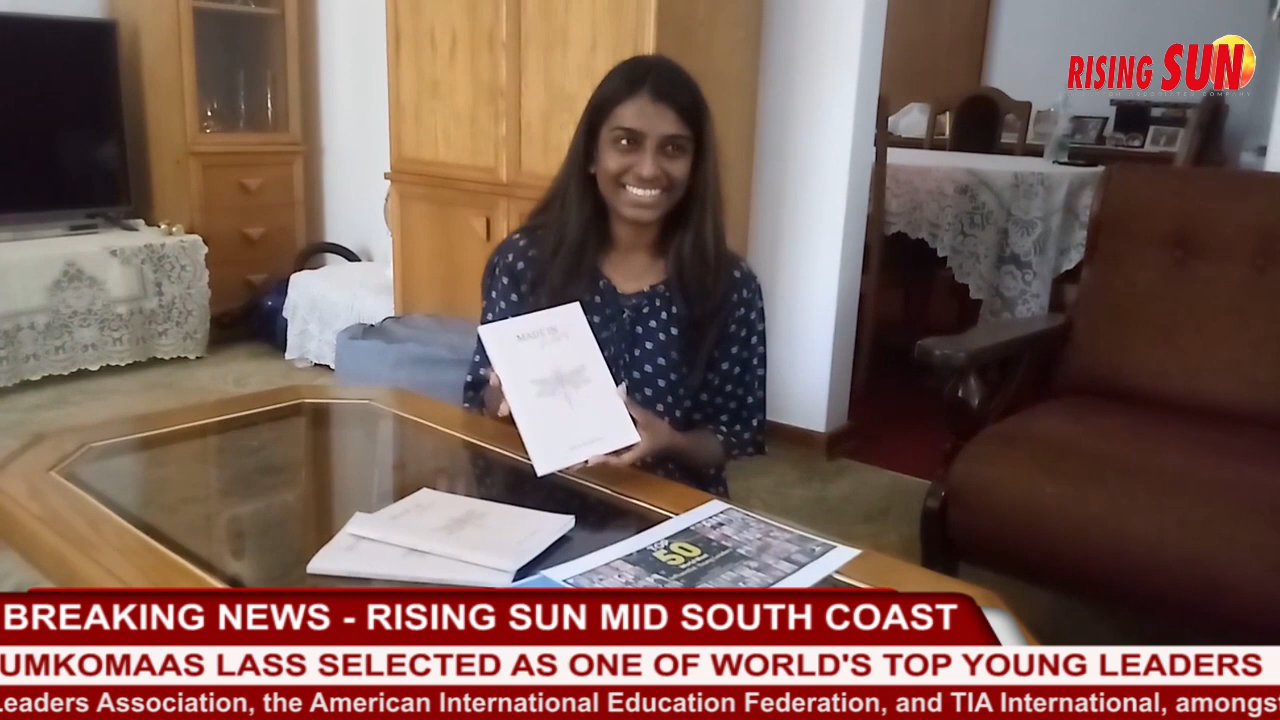 RISING SUN
MADE IN
TOP
50
BREAKING NEWS - RISING SUN MID SOUTH COAST
UMKOMAAS LASS SELECTED AS ONE OF WORLD'S TOP YOUNG LEADERS
Leaders Association, the American International Education Federation, and TIA International, amongst